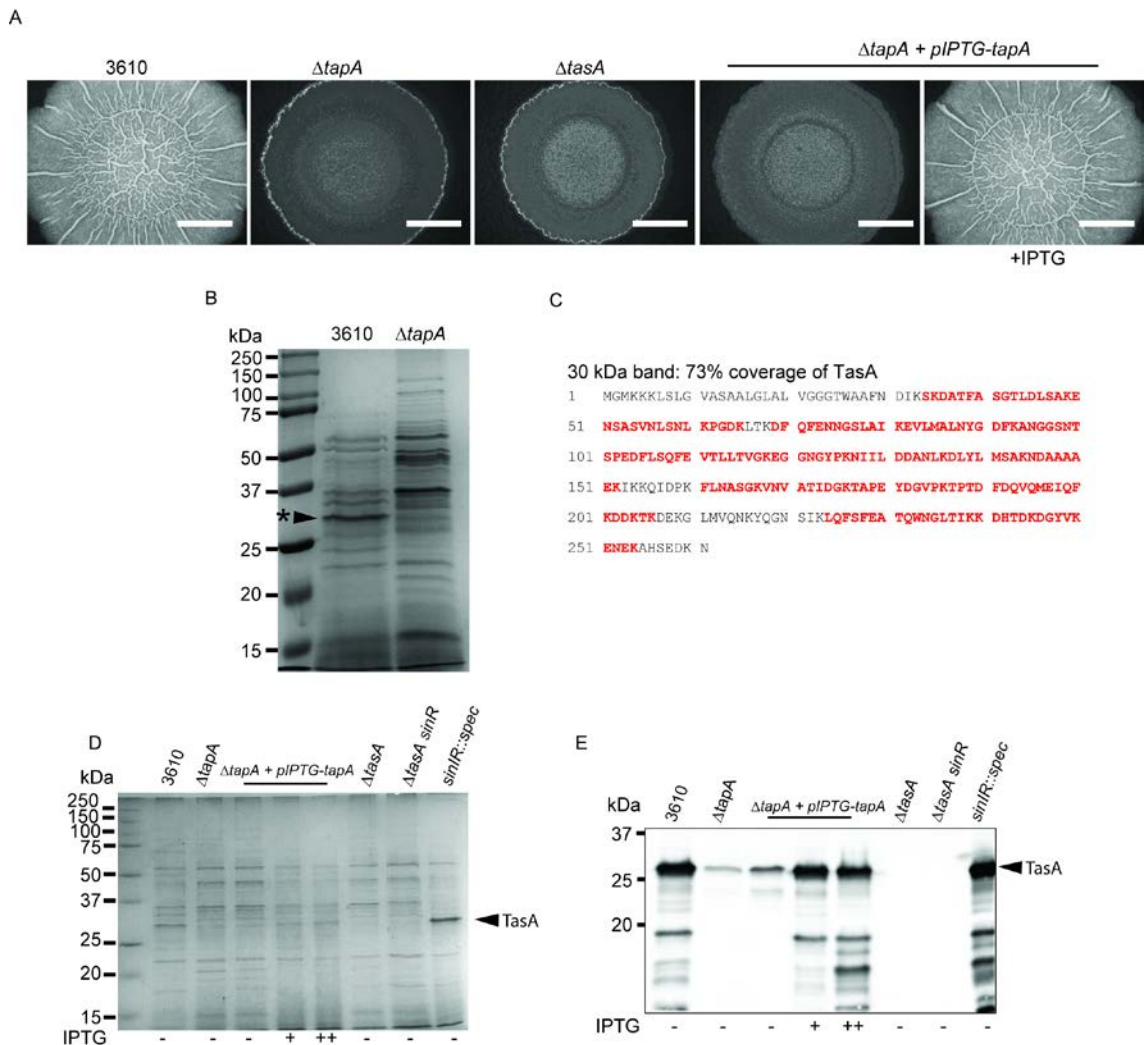 A
3610
ΔtapA
ΔtasA
ΔtapA + pIPTG-tapA
+IPTG
B
kDa
3610
ΔtapA
250
150
100
75
50
37
*
25
20
15
C
30 kDa band: 73% coverage of TasA
1 MGMKKKLSLG VASAALGLAL VGGGTWAAFN DIKSKDATFA SGTLDLSAKE
51 NSASVNLSNL KPGDKLTKDF QFENNGSLAI KEVLMALNYG DFKANGGSNT
101 SPEDFLSQFE VTLLTVGKEG GNGYPKNIIL DDANLKDLYL MSAKNDAAAA
151 EKIKKQIDPK FLNASGKVNV ATIDGKTAPE YDGVPKTPTD FDQVQMEIQF
201 KDDKTKDEKG LMVQNKYQGN SIKLQFSFEA TQWNGLTIKK DHTDKDGYVK
251 ENEKAHSEDK N
D
kDa
3610
ΔtapA
ΔtapA + pIPTG-tapA
ΔtasA
ΔtasA sinR
sinIR::spec
250
150
100
75
50
37
25
20
15
TasA
IPTG - - - + ++ - - -
E
kDa
3610
ΔtapA
ΔtapA + pIPTG-tapA
ΔtasA
ΔtasA sinR
sinIR::spec
37
25
20
TasA
IPTG - - - + ++ - - -